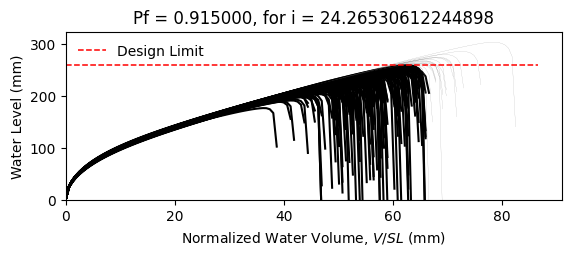 Pf = 0.915000, for i = 24.26530612244898
Design Limit
Water Level (mm)
300
200
100
0
0 20 40 60 80
Normalized Water Volume, V/SL (mm)